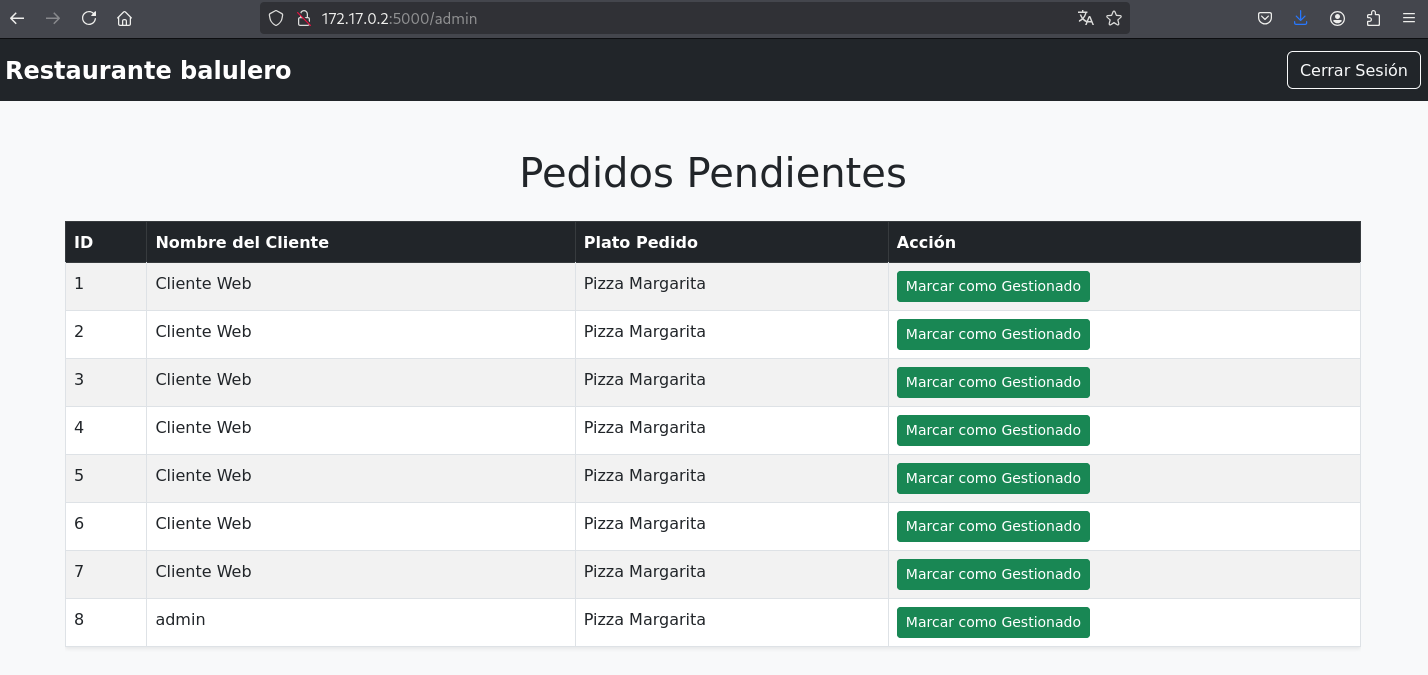 172.17.0.2:5000/admin
Restaurante balulero
Cerrar Sesión
Pedidos Pendientes
ID Nombre del Cliente Plato Pedido Acción
1 Cliente Web Pizza Margarita Marcar como Gestionado
2 Cliente Web Pizza Margarita Marcar como Gestionado
3 Cliente Web Pizza Margarita Marcar como Gestionado
4 Cliente Web Pizza Margarita Marcar como Gestionado
5 Cliente Web Pizza Margarita Marcar como Gestionado
6 Cliente Web Pizza Margarita Marcar como Gestionado
7 Cliente Web Pizza Margarita Marcar como Gestionado
8 admin Pizza Margarita Marcar como Gestionado